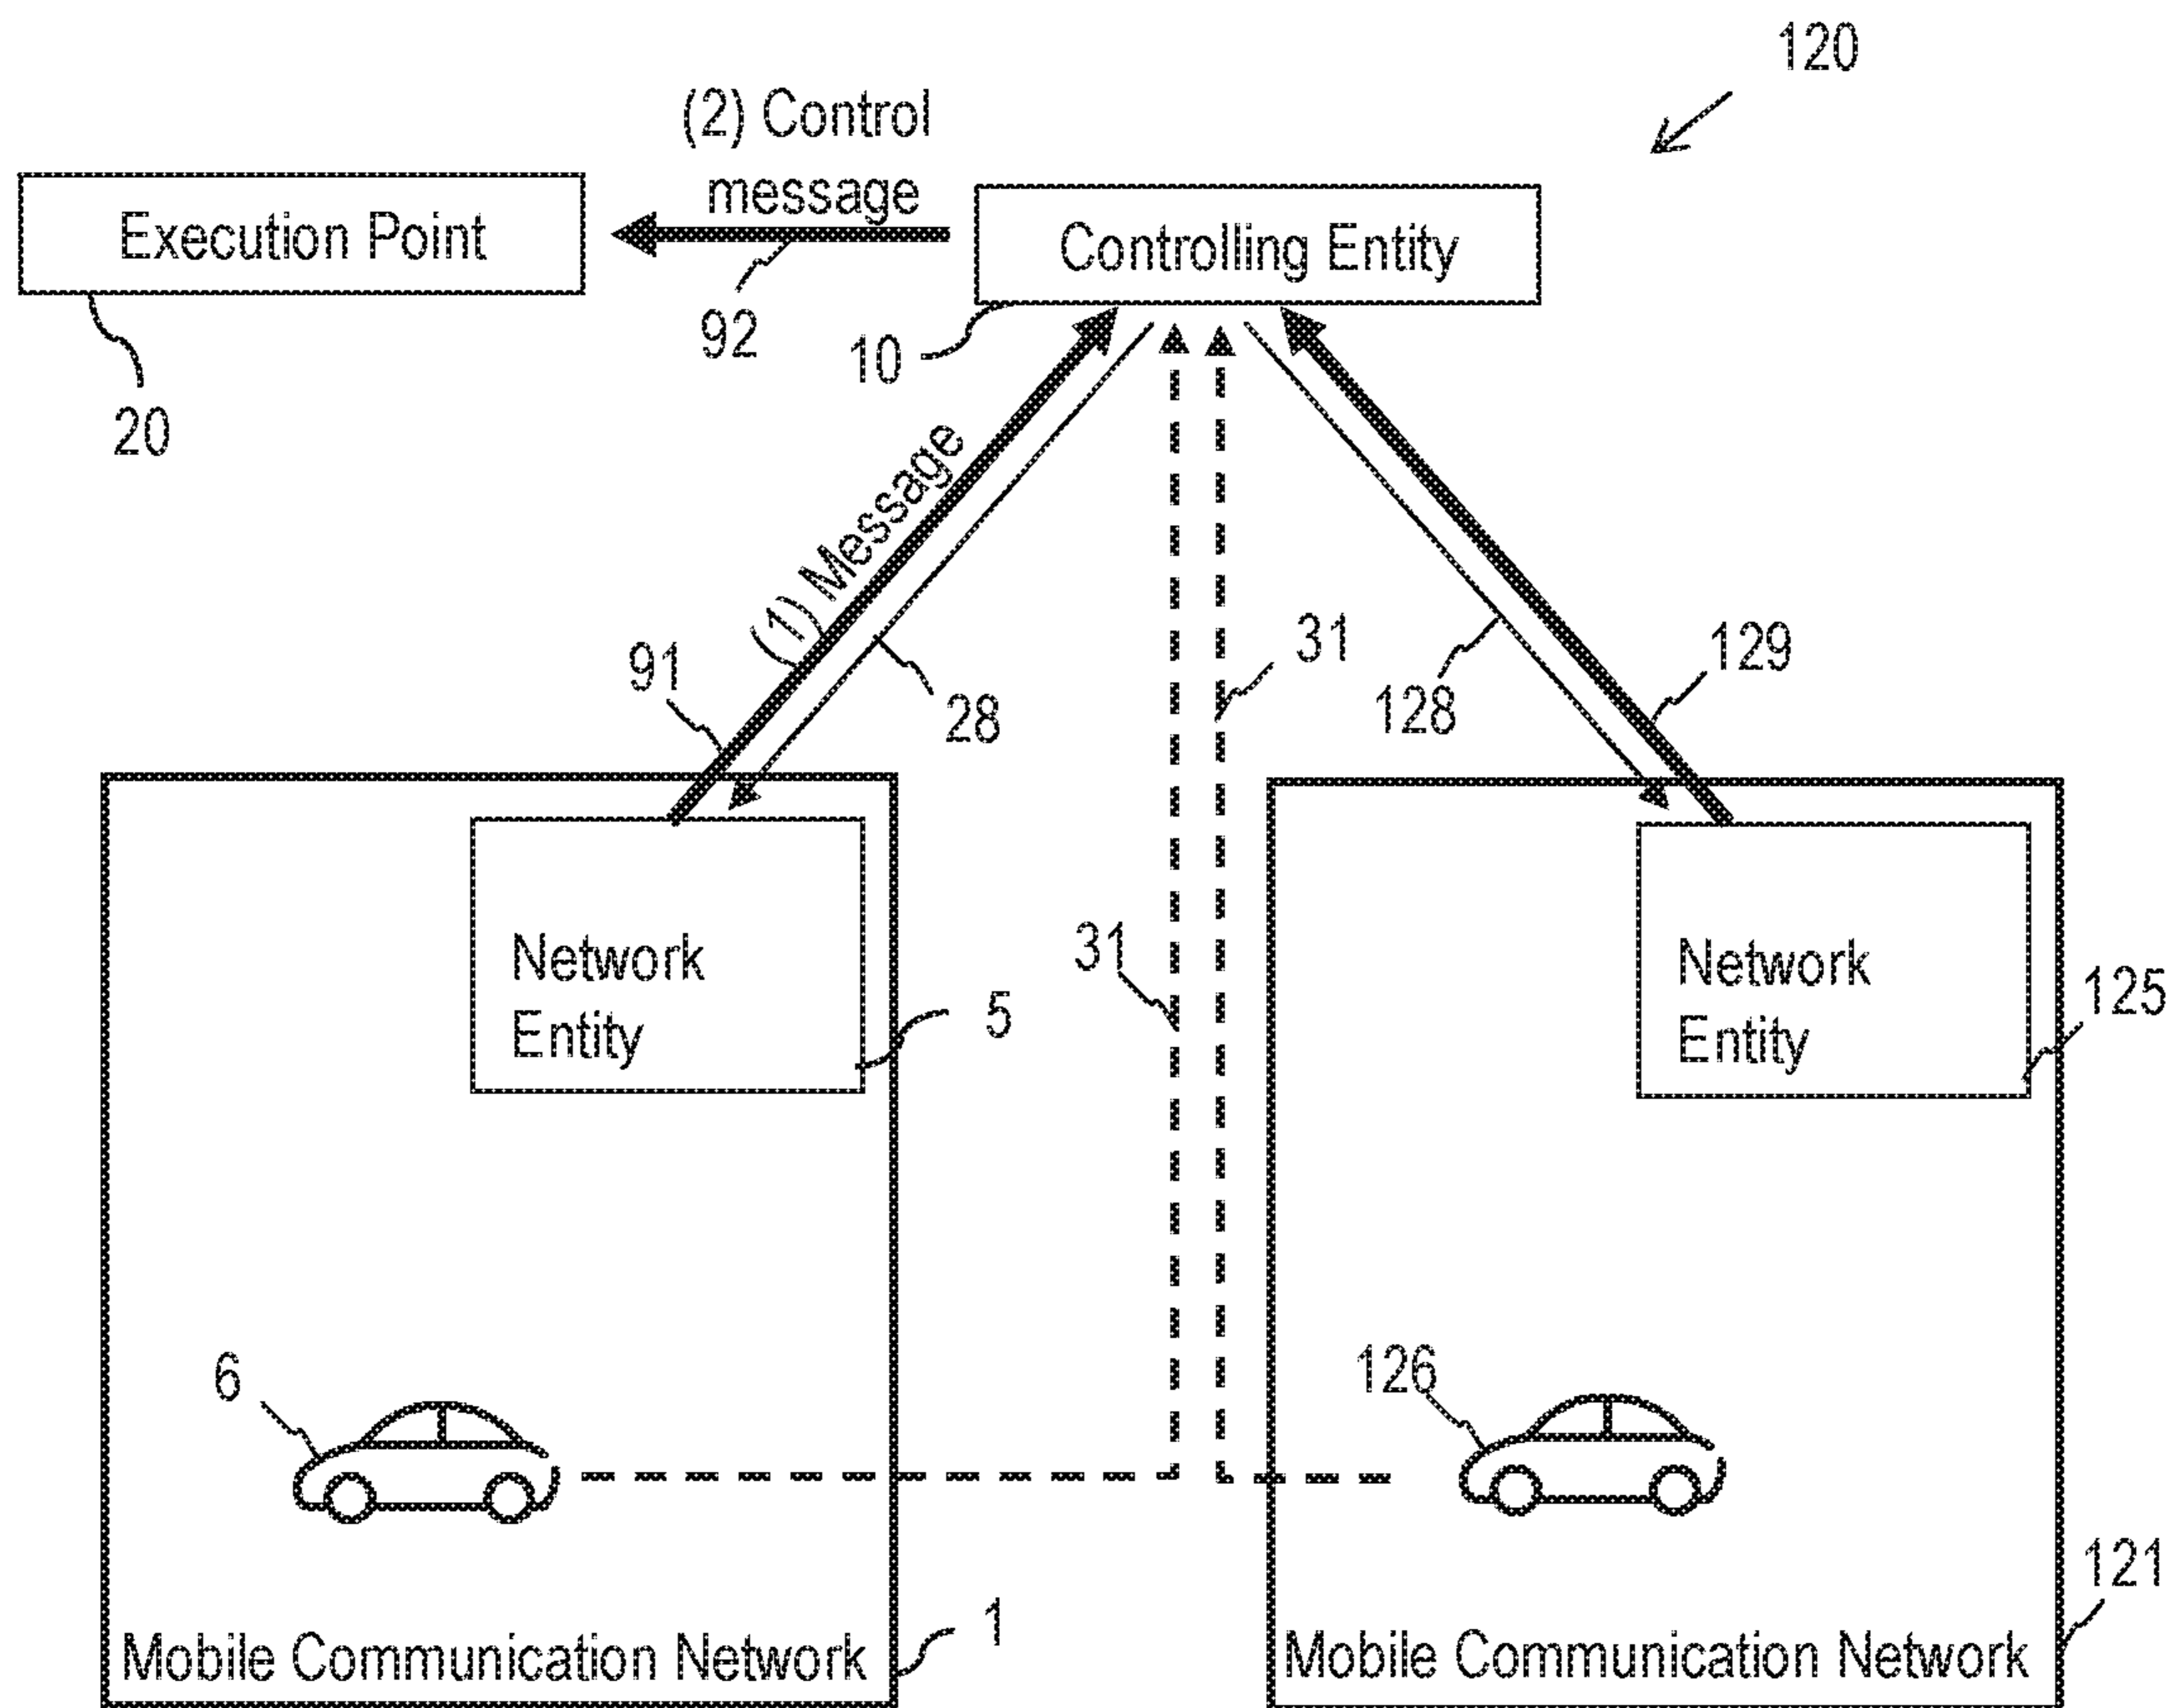 120
(2) Control
message
Execution Point
Controlling Entity
92
10
20
(1) Message
91
28
31
128
129
31
Network
Entity
5
Network
Entity
125
6
126
121
1
Mobile Communication Network
Mobile Communication Network